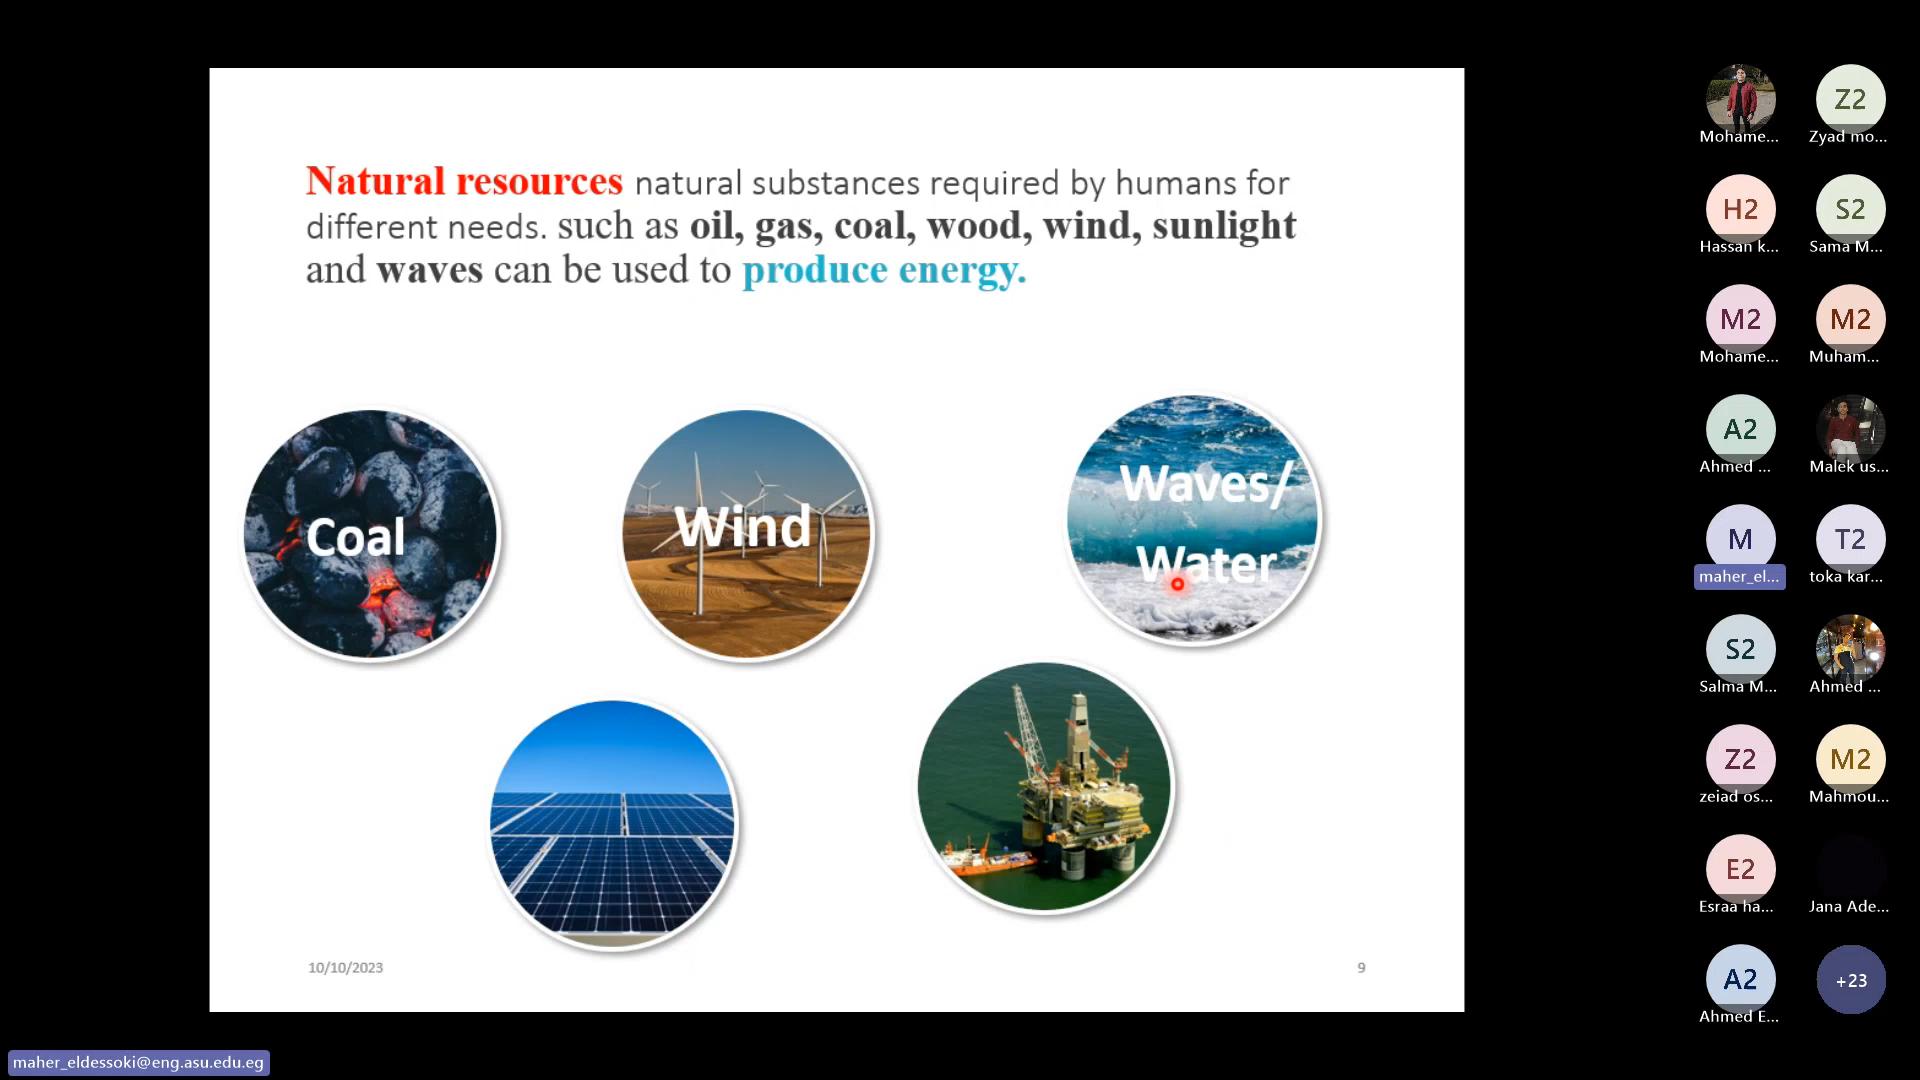 Natural resources natural substances required by humans for
different needs. such as oil, gas, coal, wood, wind, sunlight
and waves can be used to produce energy.
Coal
Wind
Waves/
Water
10/10/2023
9
Z2
Mohame...
Zyad mo...
H2
S2
Hassan k...
Sama M...
M2
M2
Mohame...
Muham...
A2
Ahmed ...
Malek us...
M
T2
maher_el...
toka kar...
S2
Salma M...
Ahmed ...
Z2
M2
zeiad os...
Mahmou...
E2
Esraa ha...
Jana Ade...
A2
+23
Ahmed E...
maher_eldessoki@eng.asu.edu.eg